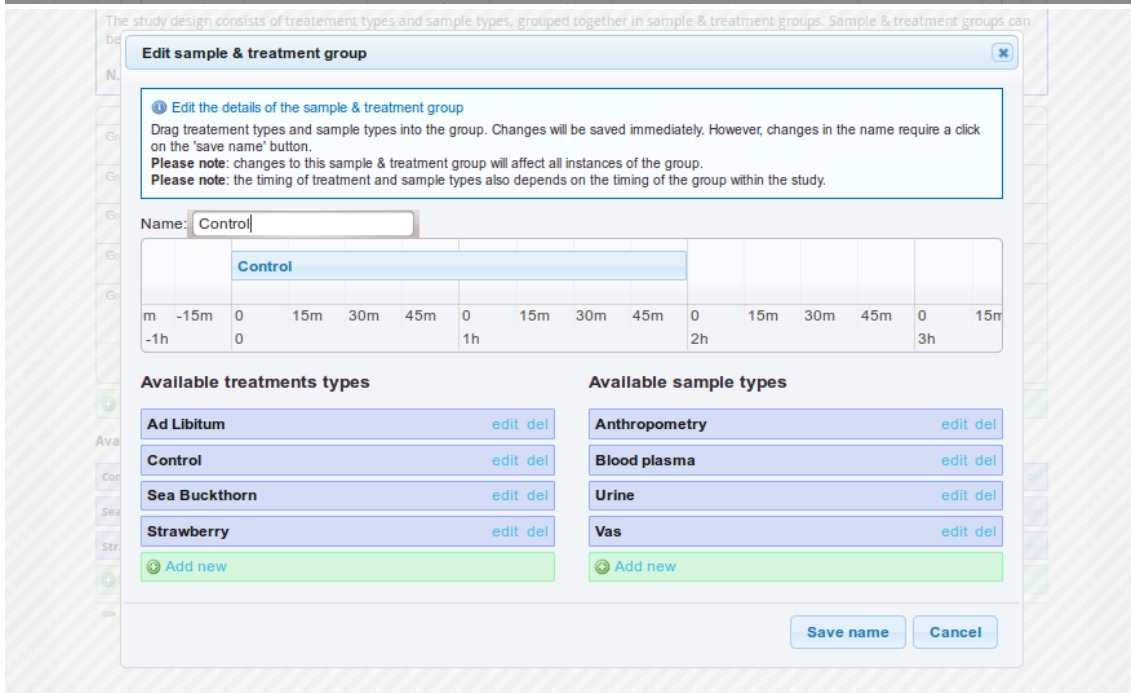 The study design consists of treatement types and sample types, grouped together in sample & treatment groups. Sample & treatment groups can
be
Edit sample & treatment group
N.
Edit the details of the sample & treatment group
Drag treatement types and sample types into the group. Changes will be saved immediately. However, changes in the name require a click
on the 'save name' button.
Please note: changes to this sample & treatment group will affect all instances of the group.
Please note: the timing of treatment and sample types also depends on the timing of the group within the study.
Name: Control
Control
m -15m 0 15m 30m 45m 0 15m 30m 45m 0 15m 30m 45m 0 15m
-1h 0 1h 2h 3h
Available treatments types Available sample types
Ad Libitum edit del Anthropometry edit del
Ava
Control edit del Blood plasma edit del
Con
Sea Buckthorn edit del Urine edit del
Sea
Strawberry edit del Vas edit del
Str
Add new Add new
Save name Cancel